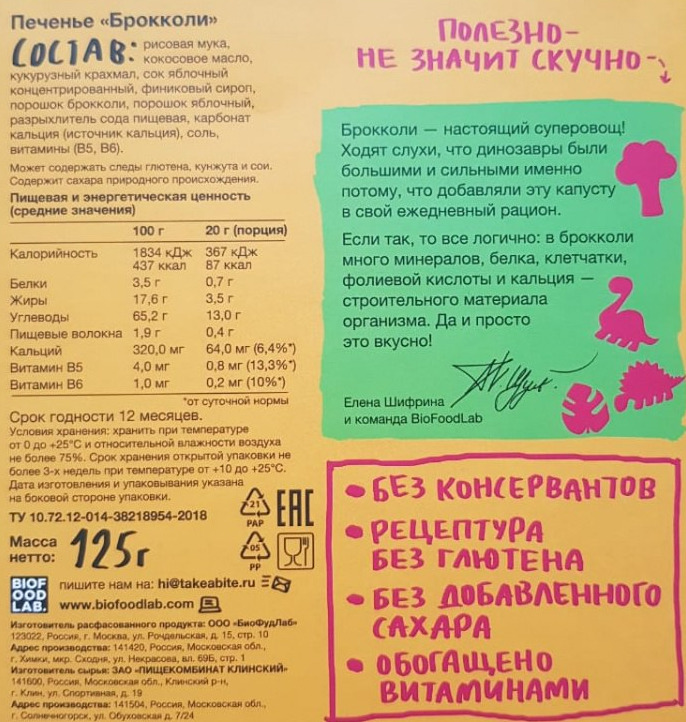 Печенье «Брокколи»
СОСТАВ: рисовая мука,
кокосовое масло,
кукурузный крахмал, сок яблочный
концентрированный, финиковый сироп,
порошок брокколи, порошок яблочный,
разрыхлитель сода пищевая, карбонат
кальция (источник кальция), соль,
витамины (B5, B6).
Может содержать следы глютена, кунжута и сои.
Содержит сахара природного происхождения.
Пищевая и энергетическая ценность
(средние значения)
100 г 20 г (порция)
Калорийность 1834 кДж 367 кДж
437 ккал 87 ккал
Белки 3,5 г 0,7 г
Жиры 17,6 г 3,5 г
Углеводы 65,2 г 13,0 г
Пищевые волокна 1,9 г 0,4 г
Кальций 320,0 мг 64,0 мг (6,4%*)
Витамин B5 4,0 мг 0,8 мг (13,3%*)
Витамин B6 1,0 мг 0,2 мг (10%*)
*от суточной нормы
Срок годности 12 месяцев.
Условия хранения: хранить при температуре
от 0 до +25°C и относительной влажности воздуха
не более 75%. Срок хранения открытой упаковки не
более 3-х недель при температуре от +10 до +25°C.
Дата изготовления и упаковывания указана
на боковой стороне упаковки.
ТУ 10.72.12-014-38218954-2018
21
PAP
EAC
Масса
нетто: 125г
05
PP
BIOF
OOD
LAB.
пишите нам на: hi@takeabite.ru
www.biofoodlab.com
Изготовитель расфасованного продукта: ООО «БиоФудЛаб»
123022, Россия, г. Москва, ул. Рочдельская, д. 15, стр. 10
Адрес производства: 141420, Россия, Московская обл.,
г. Химки, мкр. Сходня, ул. Некрасова, вл. 69Б, стр. 1
Изготовитель сырья: ЗАО «ПИЩЕКОМБИНАТ КЛИНСКИЙ»
141600, Россия, Московская обл., Клинский р-н,
г. Клин, ул. Спортивная, д. 19
Адрес производства: 141504, Россия, Московская обл.,
г. Солнечногорск, ул. Обуховская д. 7/24
ПОЛЕЗНО-
НЕ ЗНАЧИТ СКУЧНО-
Брокколи — настоящий суперовощ!
Ходят слухи, что динозавры были
большими и сильными именно
потому, что добавляли эту капусту
в свой ежедневный рацион.
Если так, то все логично: в брокколи
много минералов, белка, клетчатки,
фолиевой кислоты и кальция —
строительного материала
организма. Да и просто
это вкусно!
Елена Шифрина
и команда BioFoodLab
• БЕЗ КОНСЕРВАНТОВ
• РЕЦЕПТУРА
БЕЗ ГЛЮТЕНА
• БЕЗ ДОБАВЛЕННОГО
САХАРА
• ОБОГАЩЕНО
ВИТАМИНАМИ